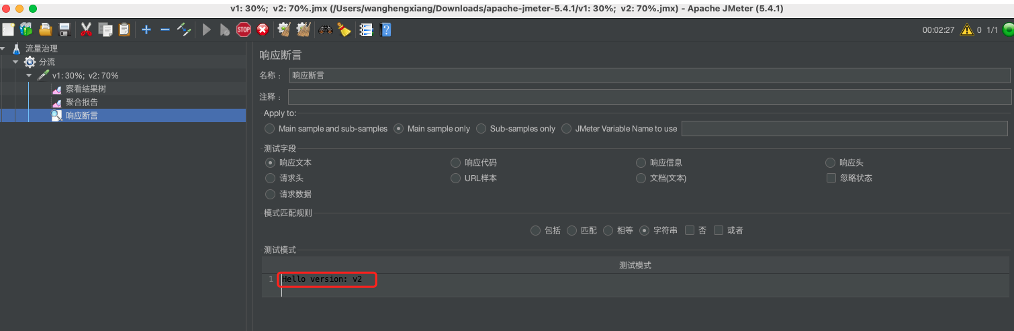 v1: 30%;  v2: 70%.jmx (/Users/wanghengxiang/Downloads/apache-jmeter-5.4.1/v1: 30%;  v2: 70%.jmx) - Apache JMeter (5.4.1)
STOP
00:02:27 0 1/1
流量治理
分流
v1: 30%;  v2: 70%
察看结果树
聚合报告
响应断言
响应断言
名称： 响应断言
注释：
Apply to:
Main sample and sub-samples Main sample only Sub-samples only JMeter Variable Name to use
测试字段
响应文本 响应代码 响应信息 响应头
请求头 URL样本 文档(文本) 忽略状态
请求数据
模式匹配规则
包括 匹配 相等 字符串 否 或者
测试模式
测试模式
1 Hello version: v2